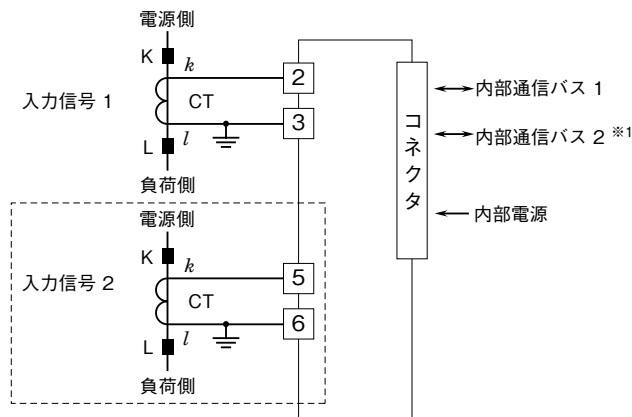 電源側
K
k
2
入力信号 1
CT
3
L
l
負荷側
電源側
K
k
5
入力信号 2
CT
6
L
l
負荷側
コネクタ
内部通信バス 1
内部通信バス 2 ※1
内部電源